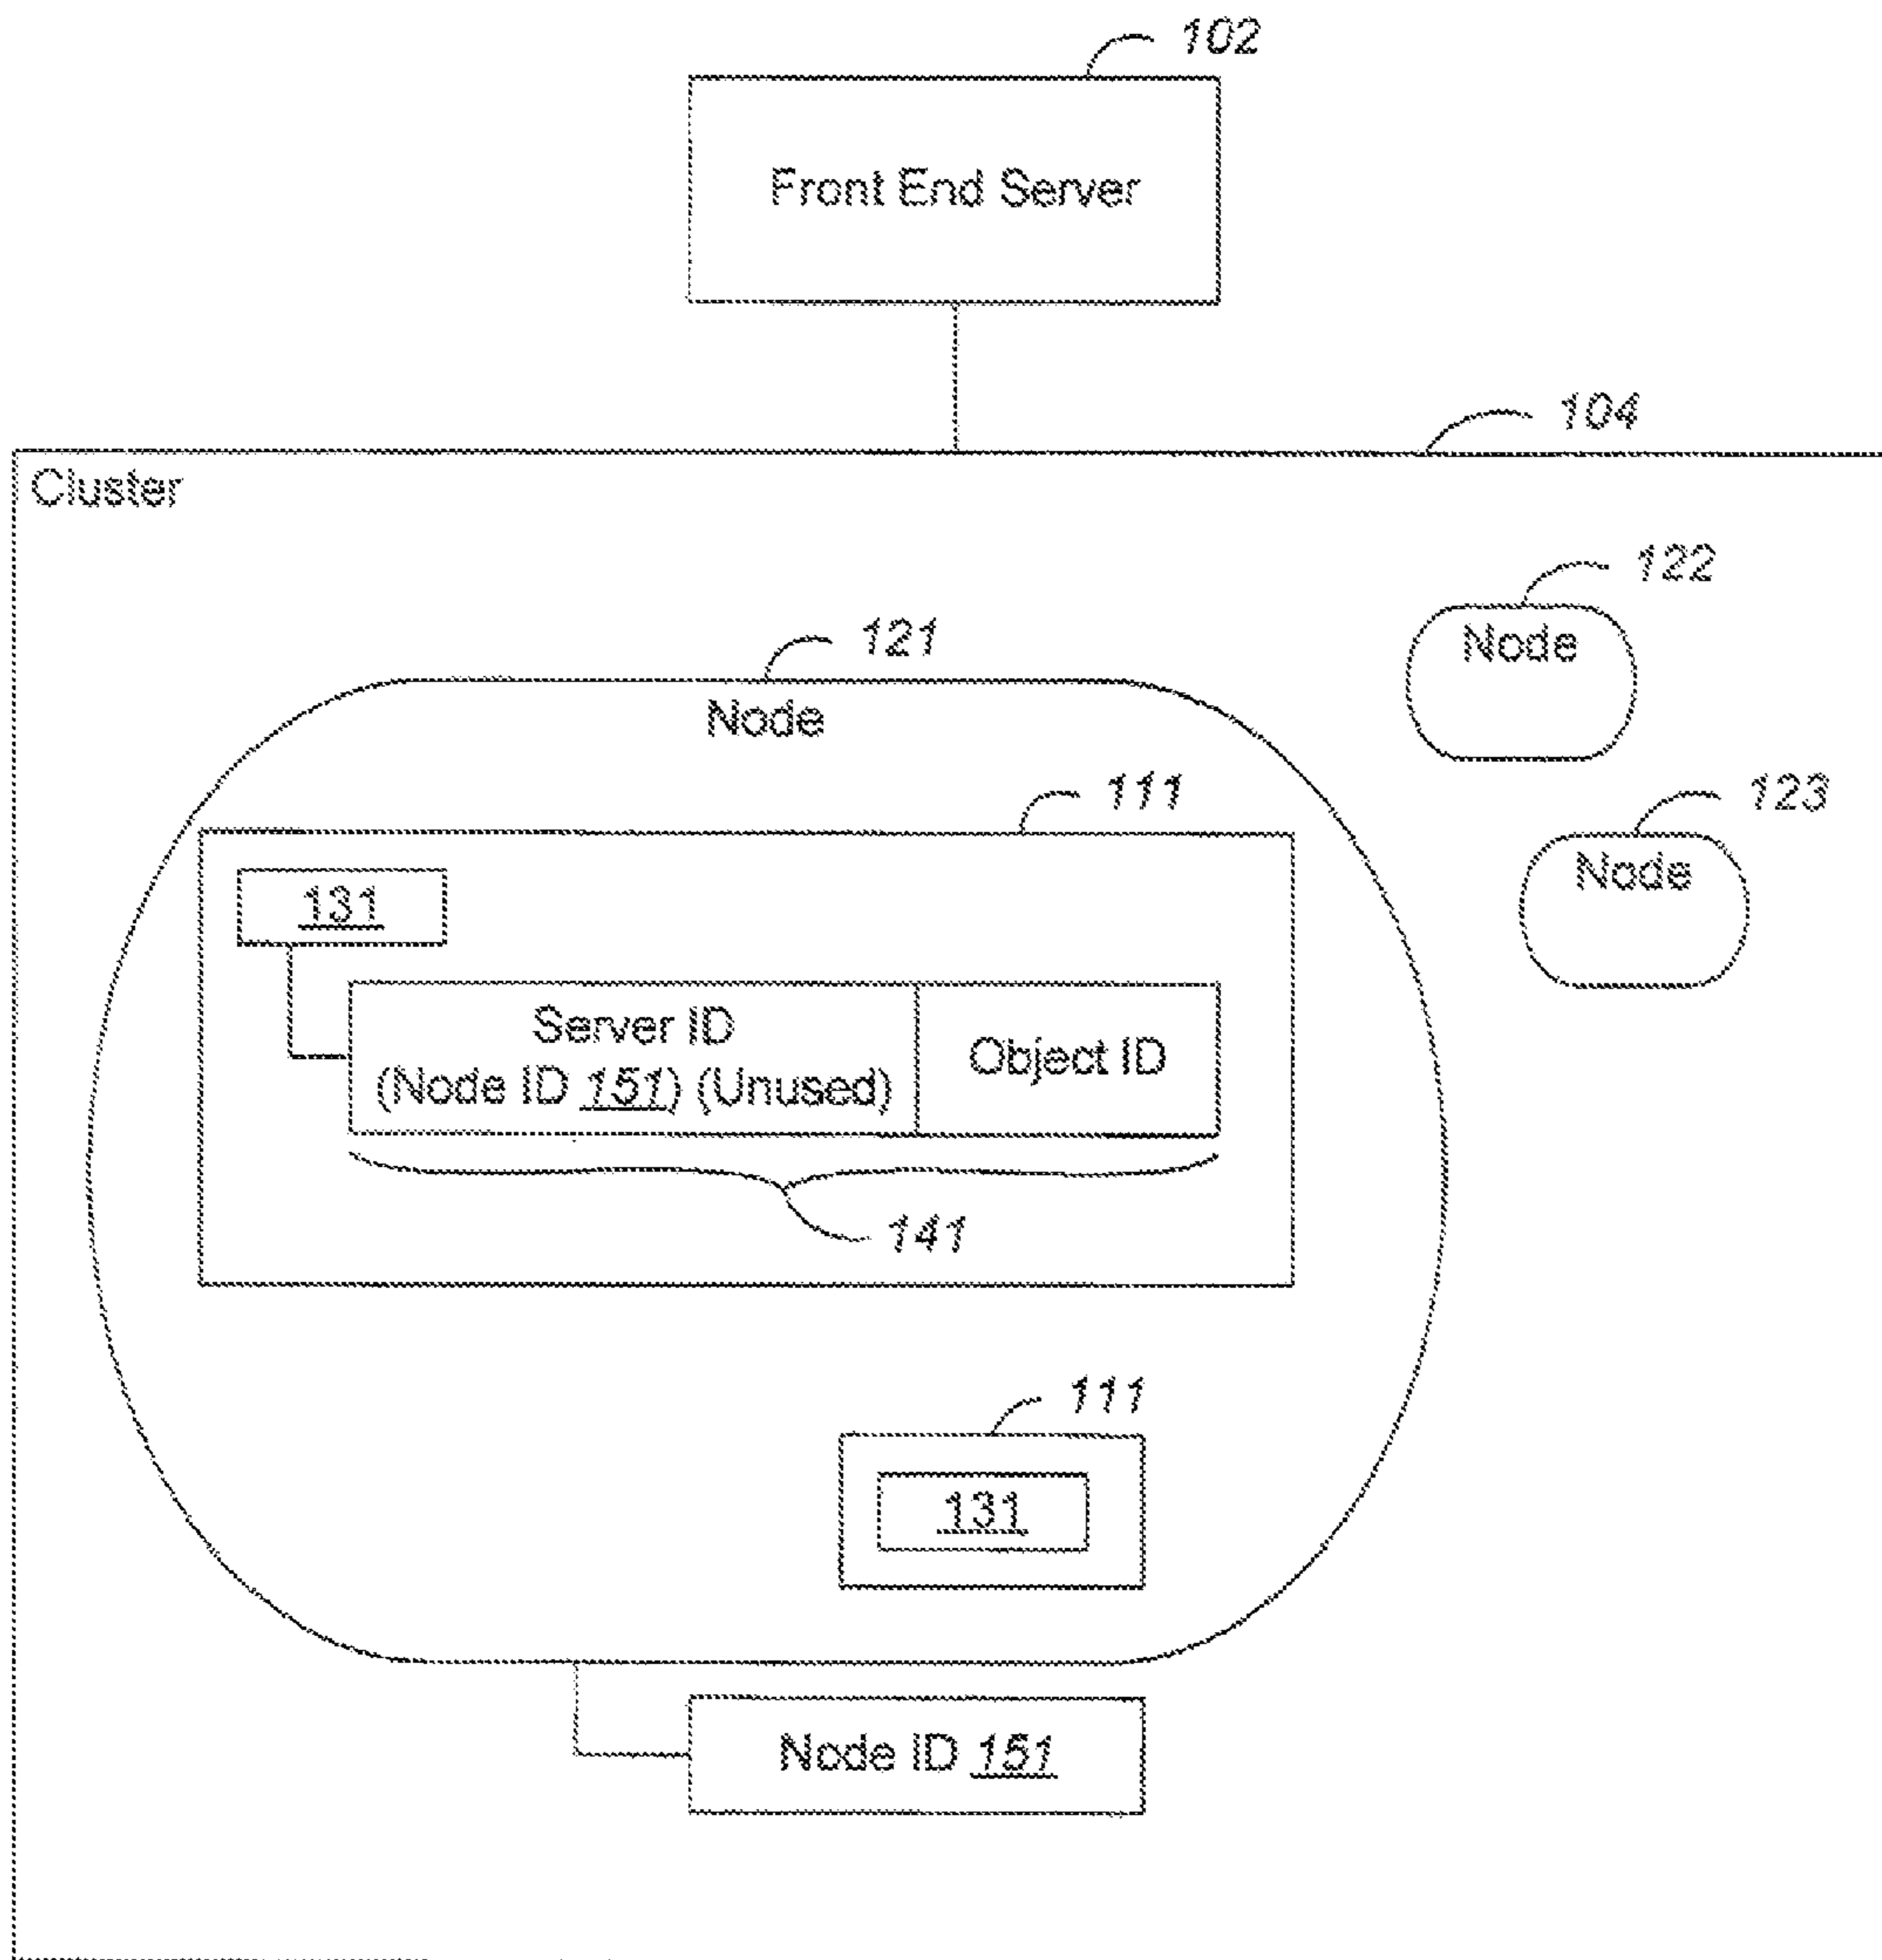 102
Front End Server
104
Cluster
122
Node
121
Node
111
123
Node
131
Server ID
(Node ID 151) (Unused)
Object ID
141
111
131
Node ID 151